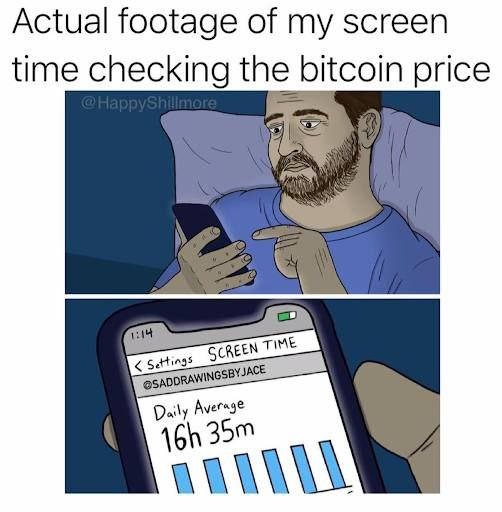 Actual footage of my screen
time checking the bitcoin price
@HappyShillmore
1:14
< Settings SCREEN TIME
@SADDRAWINGSBYJACE
Daily Average
16h 35m